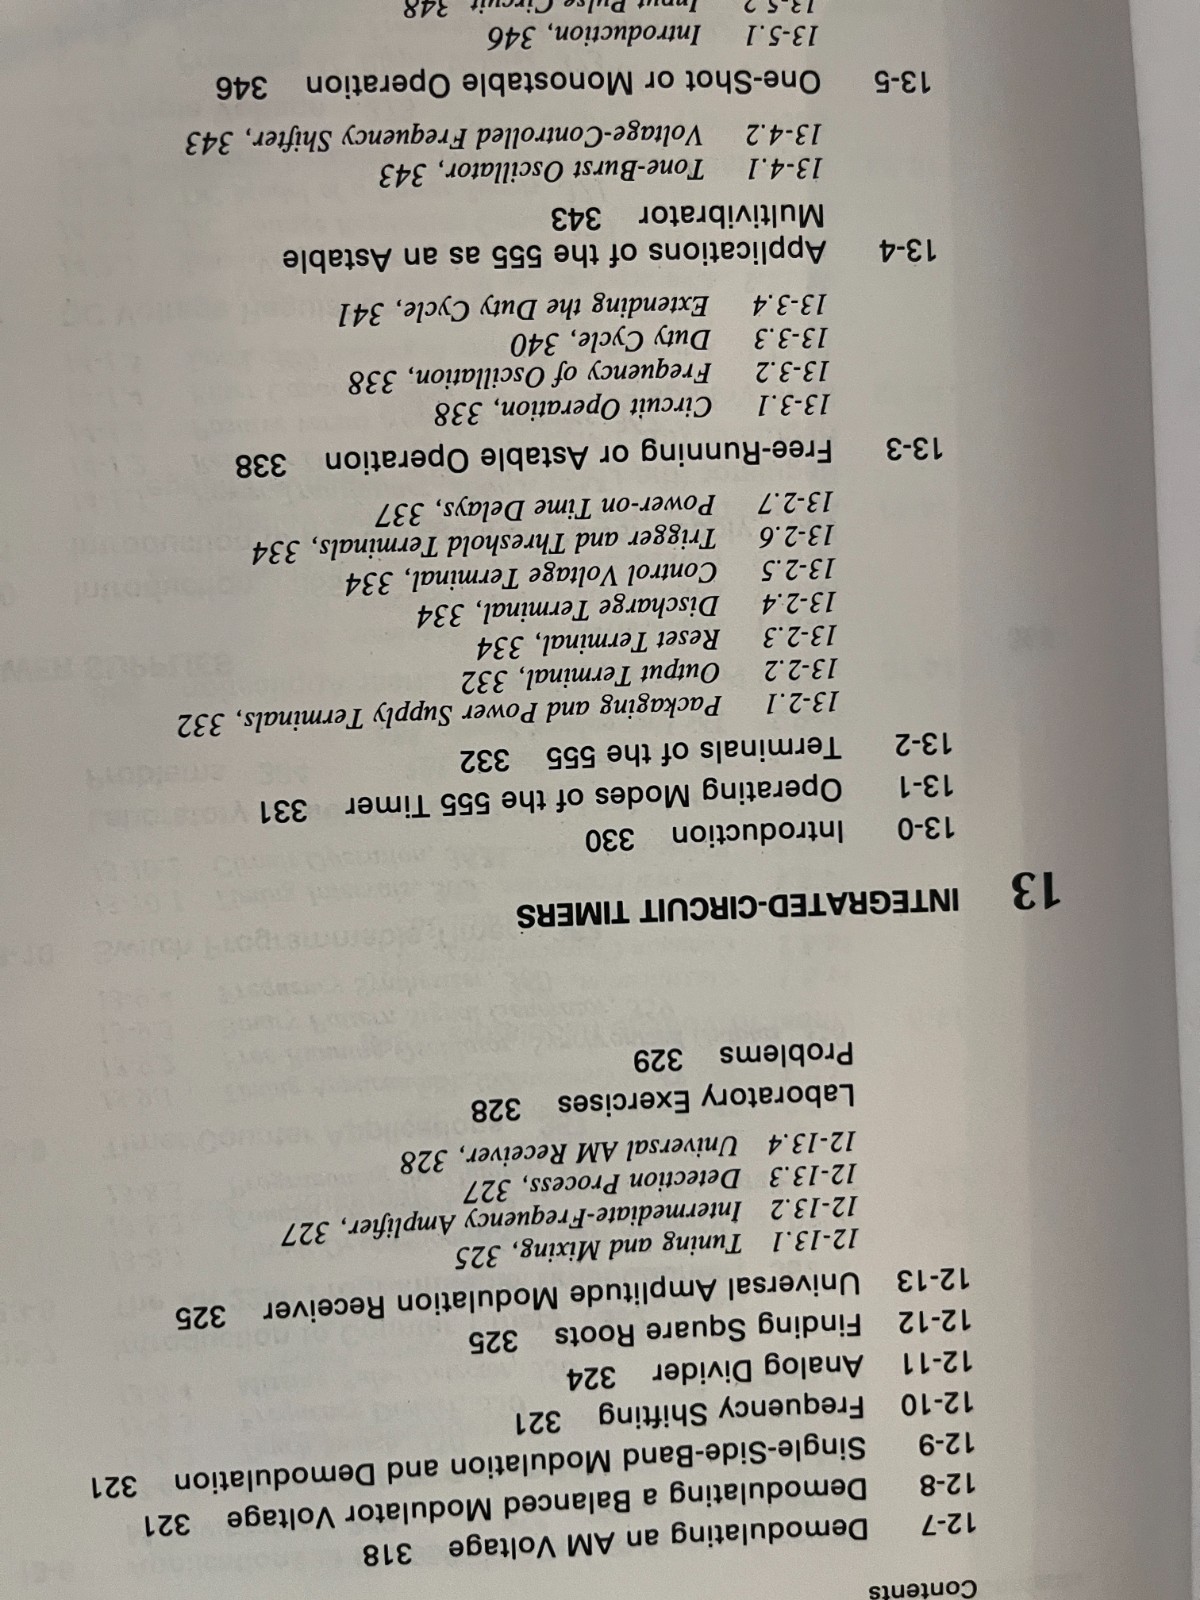 Contents
12-7 Demodulating an AM Voltage 318
12-8 Demodulating a Balanced Modulator Voltage 321
12-9 Single-Side-Band Modulation and Demodulation 321
12-10 Frequency Shifting 321
12-11 Analog Divider 324
12-12 Finding Square Roots 325
12-13 Universal Amplitude Modulation Receiver 325
12-13.1 Tuning and Mixing, 325
12-13.2 Intermediate-Frequency Amplifier, 327
12-13.3 Detection Process, 327
12-13.4 Universal AM Receiver, 328
Laboratory Exercises 328
Problems 329
13 INTEGRATED-CIRCUIT TIMERS
13-0 Introduction 330
13-1 Operating Modes of the 555 Timer 331
13-2 Terminals of the 555 332
13-2.1 Packaging and Power Supply Terminals, 332
13-2.2 Output Terminal, 332
13-2.3 Reset Terminal, 334
13-2.4 Discharge Terminal, 334
13-2.5 Control Voltage Terminal, 334
13-2.6 Trigger and Threshold Terminals, 334
13-2.7 Power-on Time Delays, 337
13-3 Free-Running or Astable Operation 338
13-3.1 Circuit Operation, 338
13-3.2 Frequency of Oscillation, 338
13-3.3 Duty Cycle, 340
13-3.4 Extending the Duty Cycle, 341
13-4 Applications of the 555 as an Astable
Multivibrator 343
13-4.1 Tone-Burst Oscillator, 343
13-4.2 Voltage-Controlled Frequency Shifter, 343
13-5 One-Shot or Monostable Operation 346
13-5.1 Introduction, 346
13-5.2 Input Pulse Circuit, 348